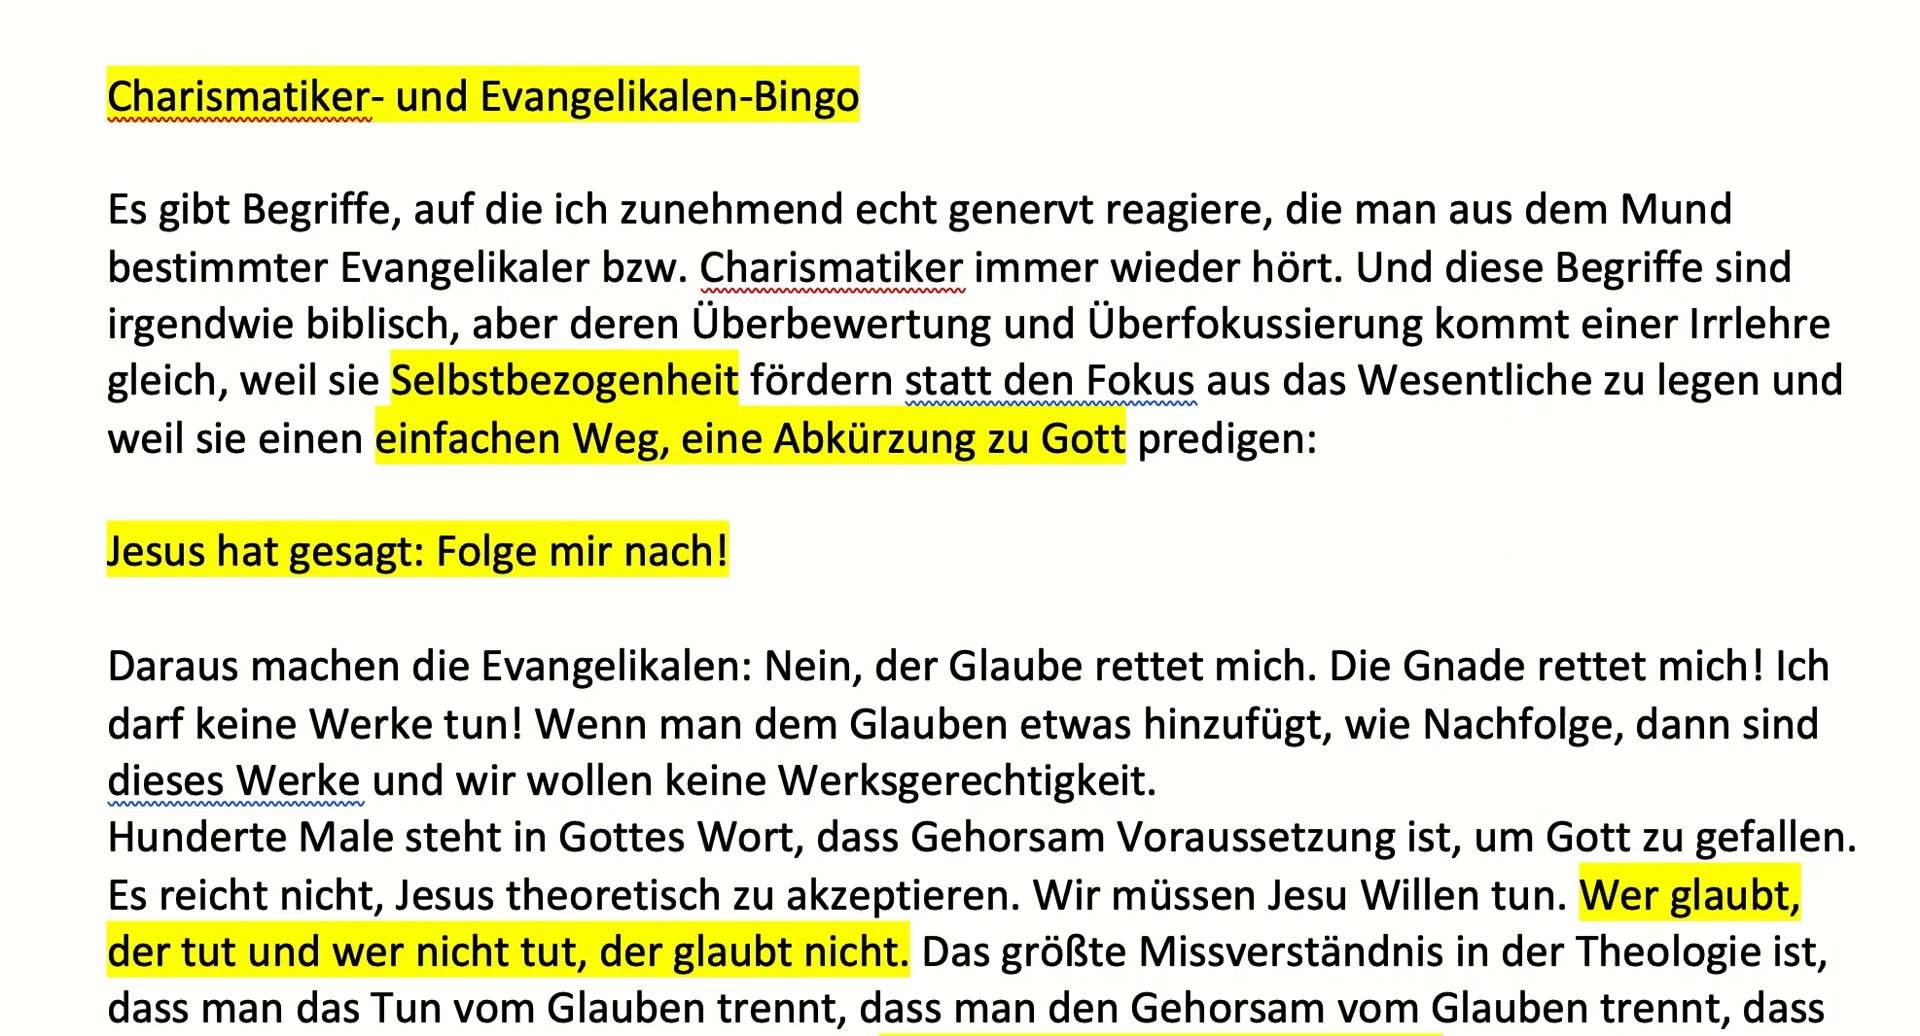 Charismatiker- und Evangelikalen-Bingo
Es gibt Begriffe, auf die ich zunehmend echt genervt reagiere, die man aus dem Mund
bestimmter Evangelikaler bzw. Charismatiker immer wieder hört. Und diese Begriffe sind
irgendwie biblisch, aber deren Überbewertung und Überfokussierung kommt einer Irrlehre
gleich, weil sie Selbstbezogenheit fördern statt den Fokus aus das Wesentliche zu legen und
weil sie einen einfachen Weg, eine Abkürzung zu Gott predigen:
Jesus hat gesagt: Folge mir nach!
Daraus machen die Evangelikalen: Nein, der Glaube rettet mich. Die Gnade rettet mich! Ich
darf keine Werke tun! Wenn man dem Glauben etwas hinzufügt, wie Nachfolge, dann sind
dieses Werke und wir wollen keine Werksgerechtigkeit.
Hunderte Male steht in Gottes Wort, dass Gehorsam Voraussetzung ist, um Gott zu gefallen.
Es reicht nicht, Jesus theoretisch zu akzeptieren. Wir müssen Jesu Willen tun. Wer glaubt,
der tut und wer nicht tut, der glaubt nicht. Das größte Missverständnis in der Theologie ist,
dass man das Tun vom Glauben trennt, dass man den Gehorsam vom Glauben trennt, dass